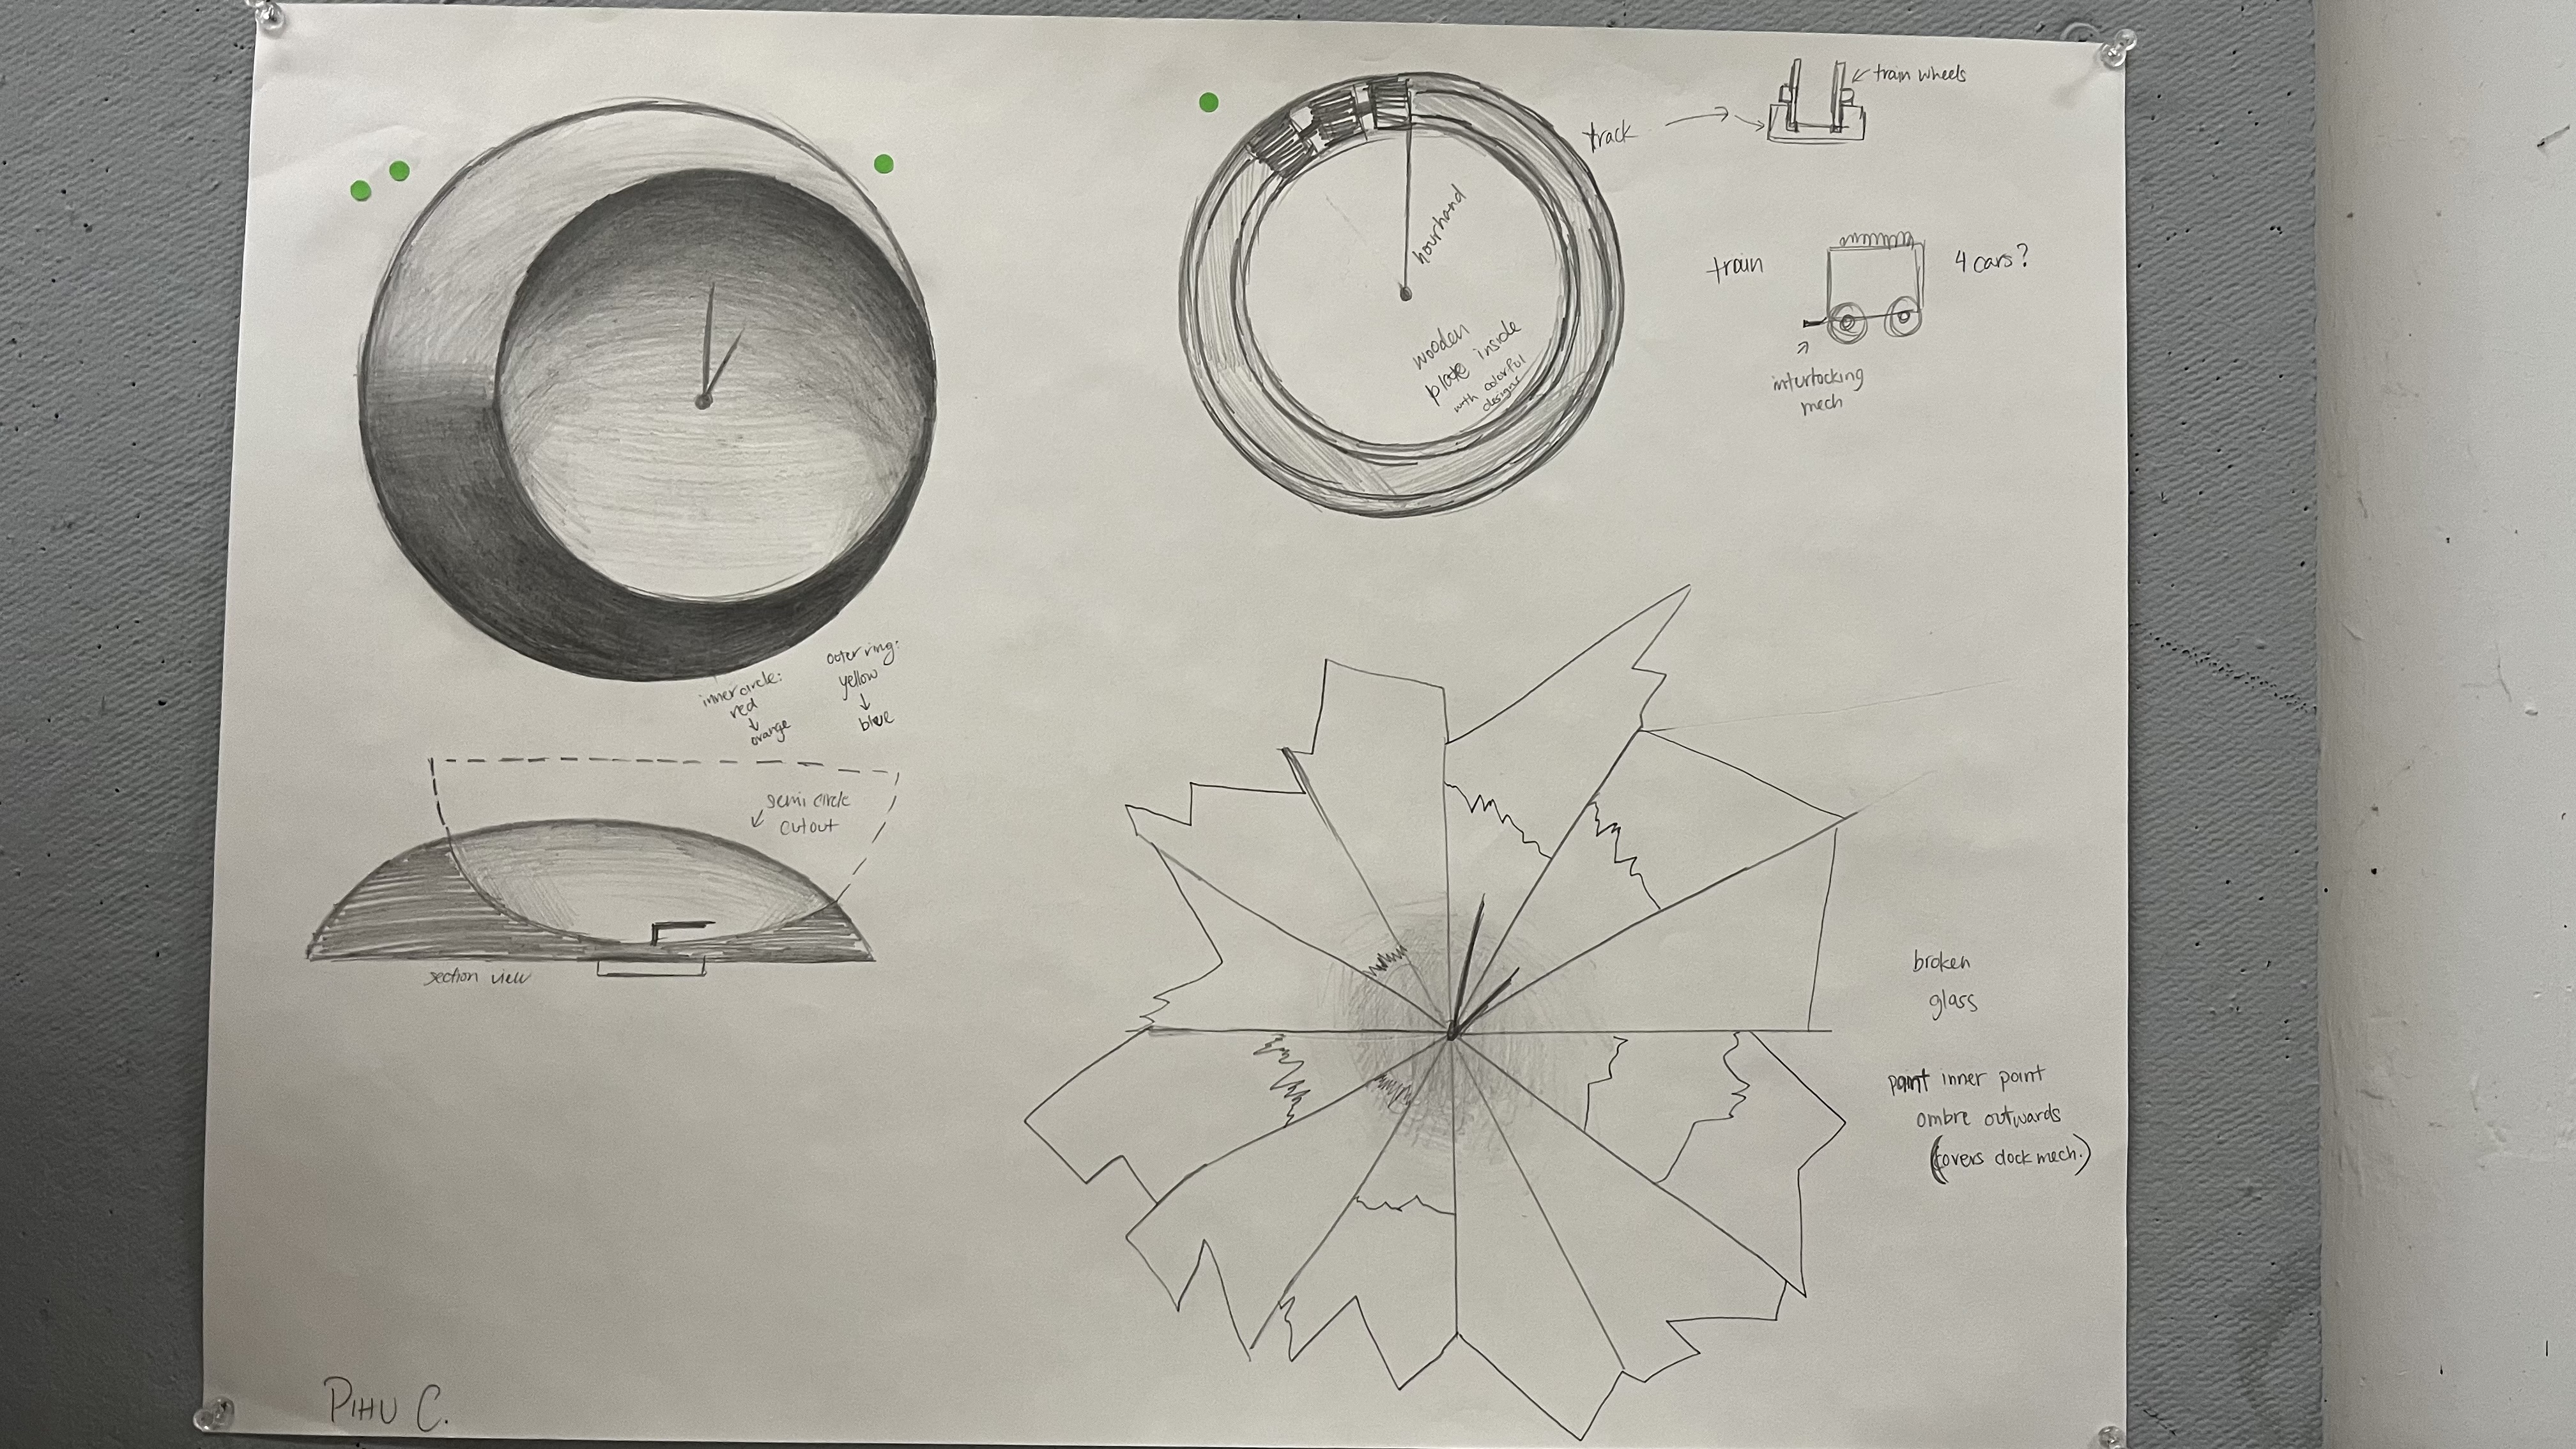 inner circle:
red
↓
orange
outer ring:
yellow
↓
blue
semi circle
cutout
section view
hour hand
wooden
plate inside
with colorful
designs
track
train wheels
train
4 cars?
interlocking
mech
broken
glass
paint inner point
ombre outwards
(covers clock mech.)
PIHU C.